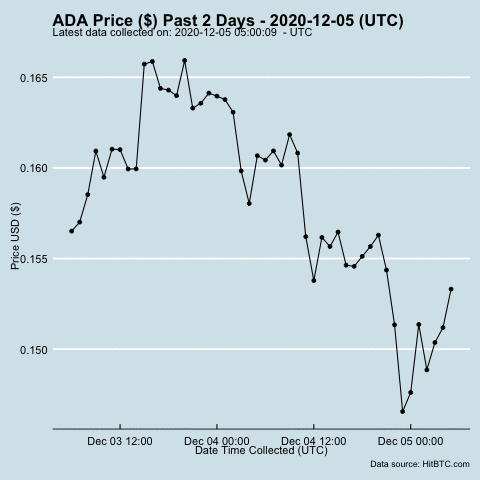 ADA Price ($) Past 2 Days - 2020-12-05 (UTC)
Latest data collected on: 2020-12-05 05:00:09  - UTC
0.165
0.160
0.155
0.150
Price USD ($)
Dec 03 12:00 Dec 04 00:00 Dec 04 12:00 Dec 05 00:00
Date Time Collected (UTC)
Data source: HitBTC.com